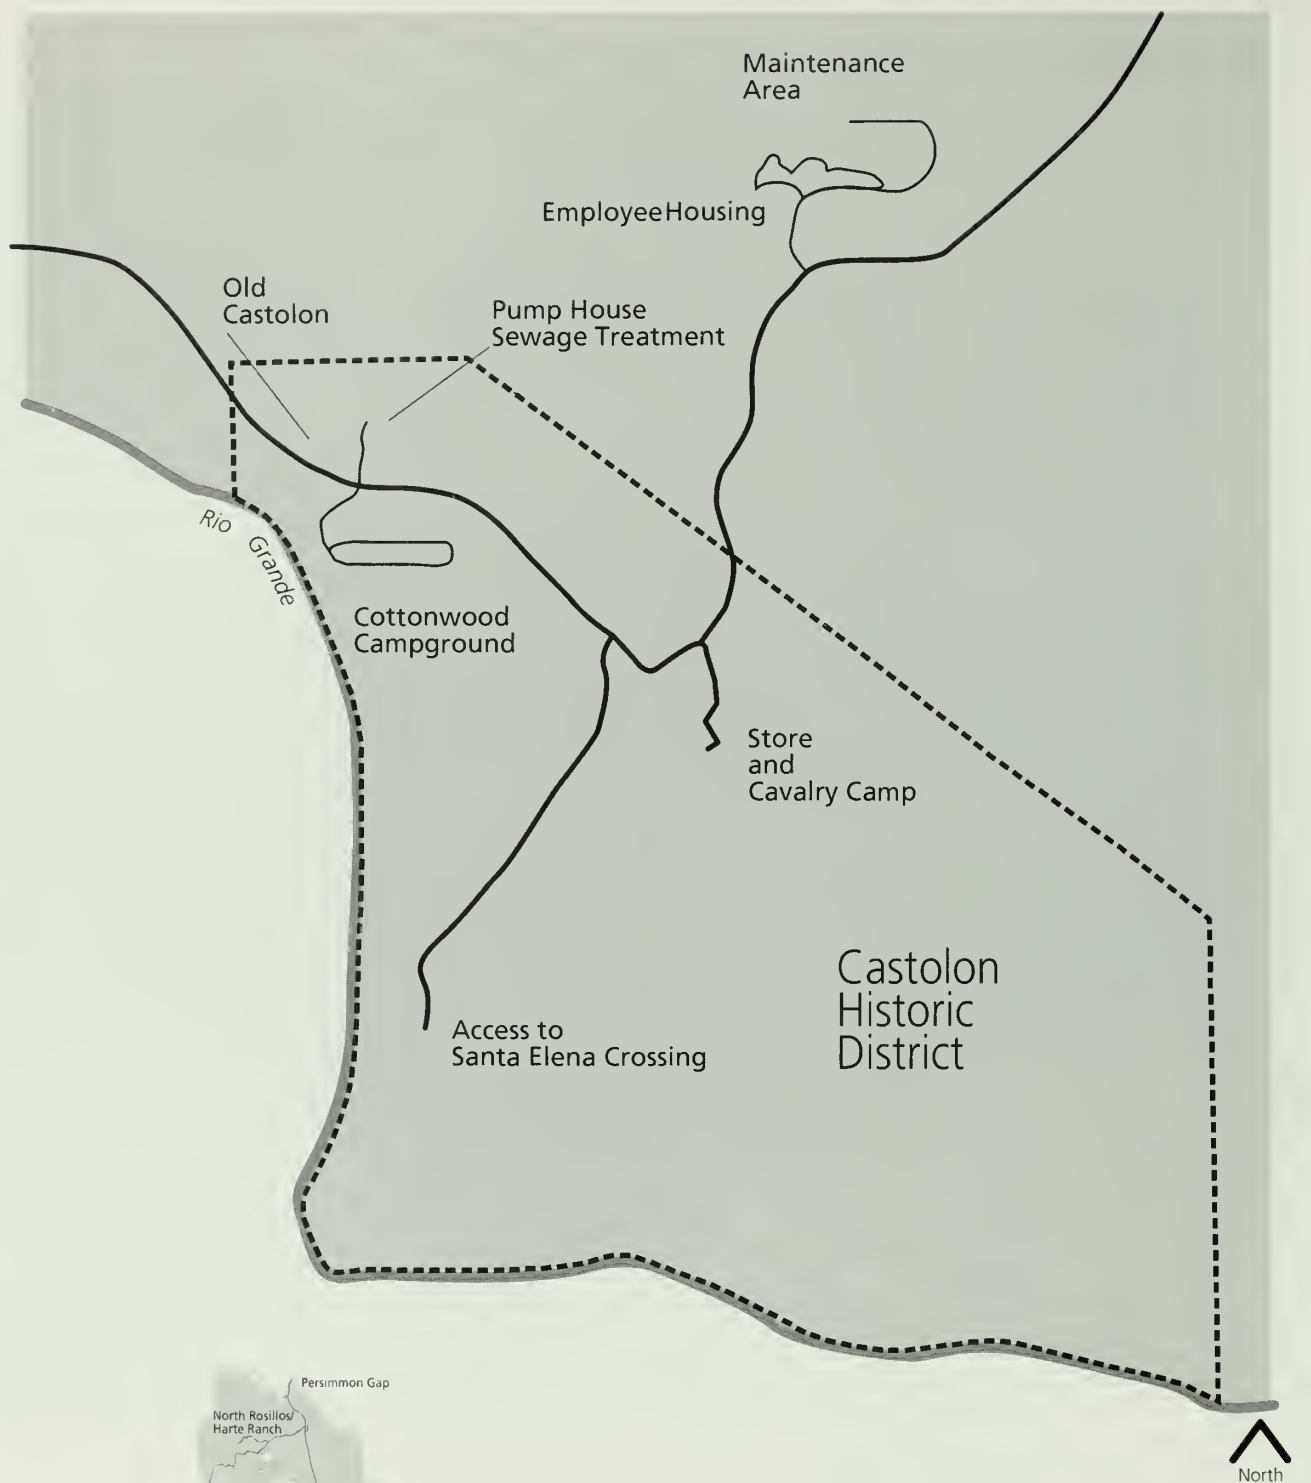 Maintenance
Area
EmployeeHousing
Old
Castolon
Pump House
Sewage Treatment
Rio
Grande
Cottonwood
Campground
Store
and
Cavalry Camp
Castolon
Historic
District
Access to
Santa Elena Crossing
Persimmon Gap
North Rosillos/
Harte Ranch
North